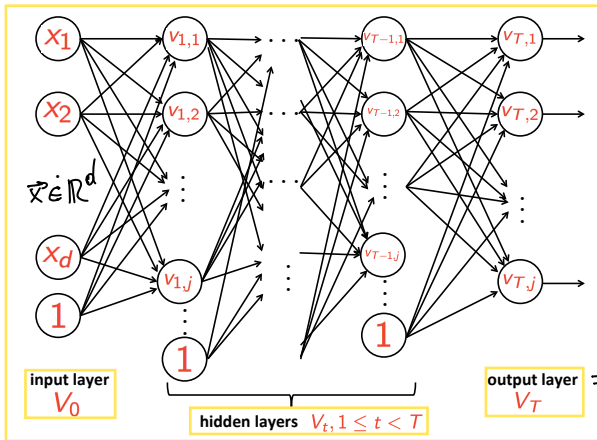 x1 v1,1 ... vT−1,1 vT,1
x2 v1,2 vT−1,2 vT,2
x⃗ ∈ ℝ^d
⋮ ... ⋮ ⋮
xd v1,j ⋮ vT−1,j vT,j
1 ⋮ ⋮
1 1
input layer
V0
hidden layers Vt, 1 ≤ t < T
output layer
VT